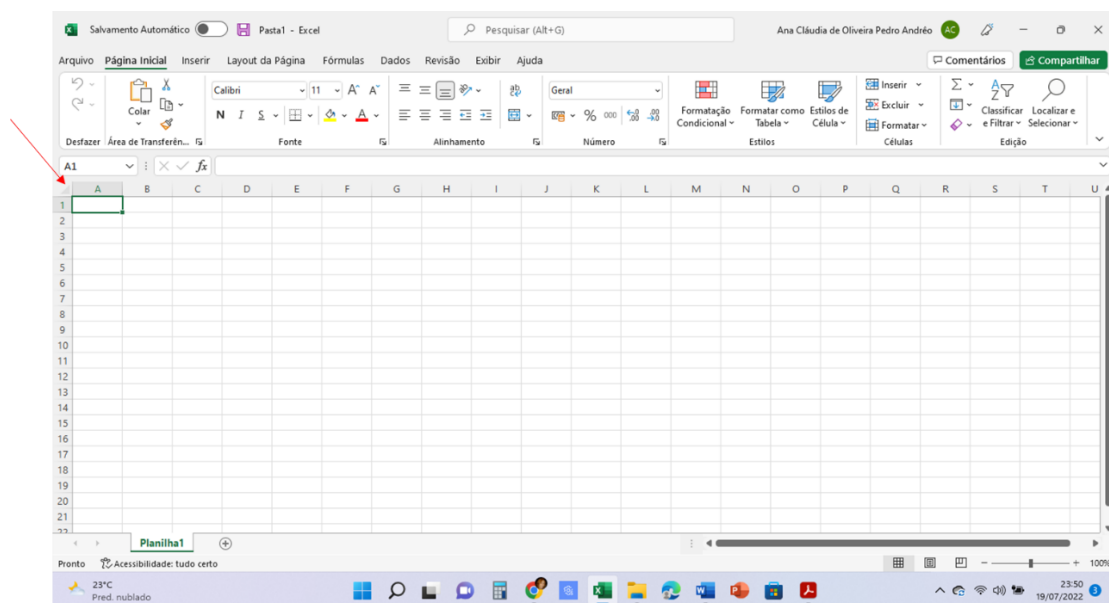 Salvamento Automático Pasta1 - Excel Pesquisar (Alt+G) Ana Cláudia de Oliveira Pedro Andréo AC
Arquivo Página Inicial Inserir Layout da Página Fórmulas Dados Revisão Exibir Ajuda Comentários Compartilhar
Calibri 11 A^ A˅ ab Geral Inserir Σ
Colar N I S A % 000 Formatação Condicional Formatar como Tabela Estilos de Célula Excluir Classificar e Filtrar Localizar e Selecionar
Formatar
Desfazer Área de Transferên... Fonte Alinhamento Número Estilos Células Edição
A1 fx
A B C D E F G H I J K L M N O P Q R S T U
1
2
3
4
5
6
7
8
9
10
11
12
13
14
15
16
17
18
19
20
21
22
Planilha1
Pronto Acessibilidade: tudo certo 100%
23°C 23:50
Pred. nublado 19/07/2022 3